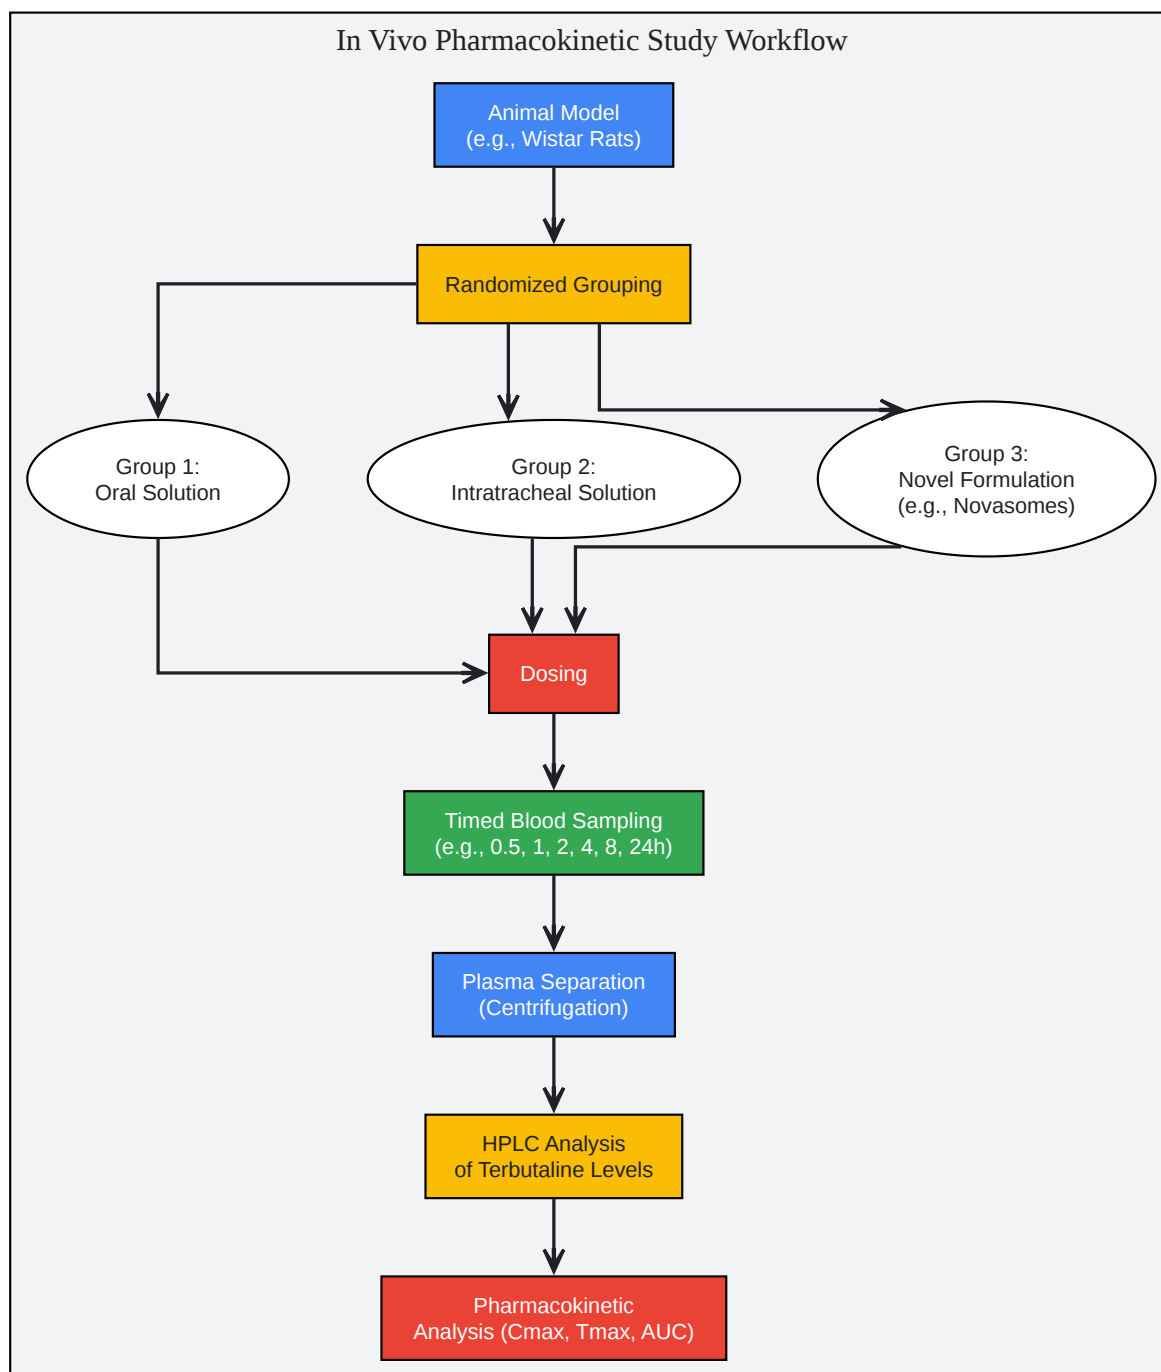 In Vivo Pharmacokinetic Study Workflow
Animal Model
(e.g., Wistar Rats)
Randomized Grouping
Group 1:
Oral Solution
Group 2:
Intratracheal Solution
Group 3:
Novel Formulation
(e.g., Novasomes)
Dosing
Timed Blood Sampling
(e.g., 0.5, 1, 2, 4, 8, 24h)
Plasma Separation
(Centrifugation)
HPLC Analysis
of Terbutaline Levels
Pharmacokinetic
Analysis (Cmax, Tmax, AUC)